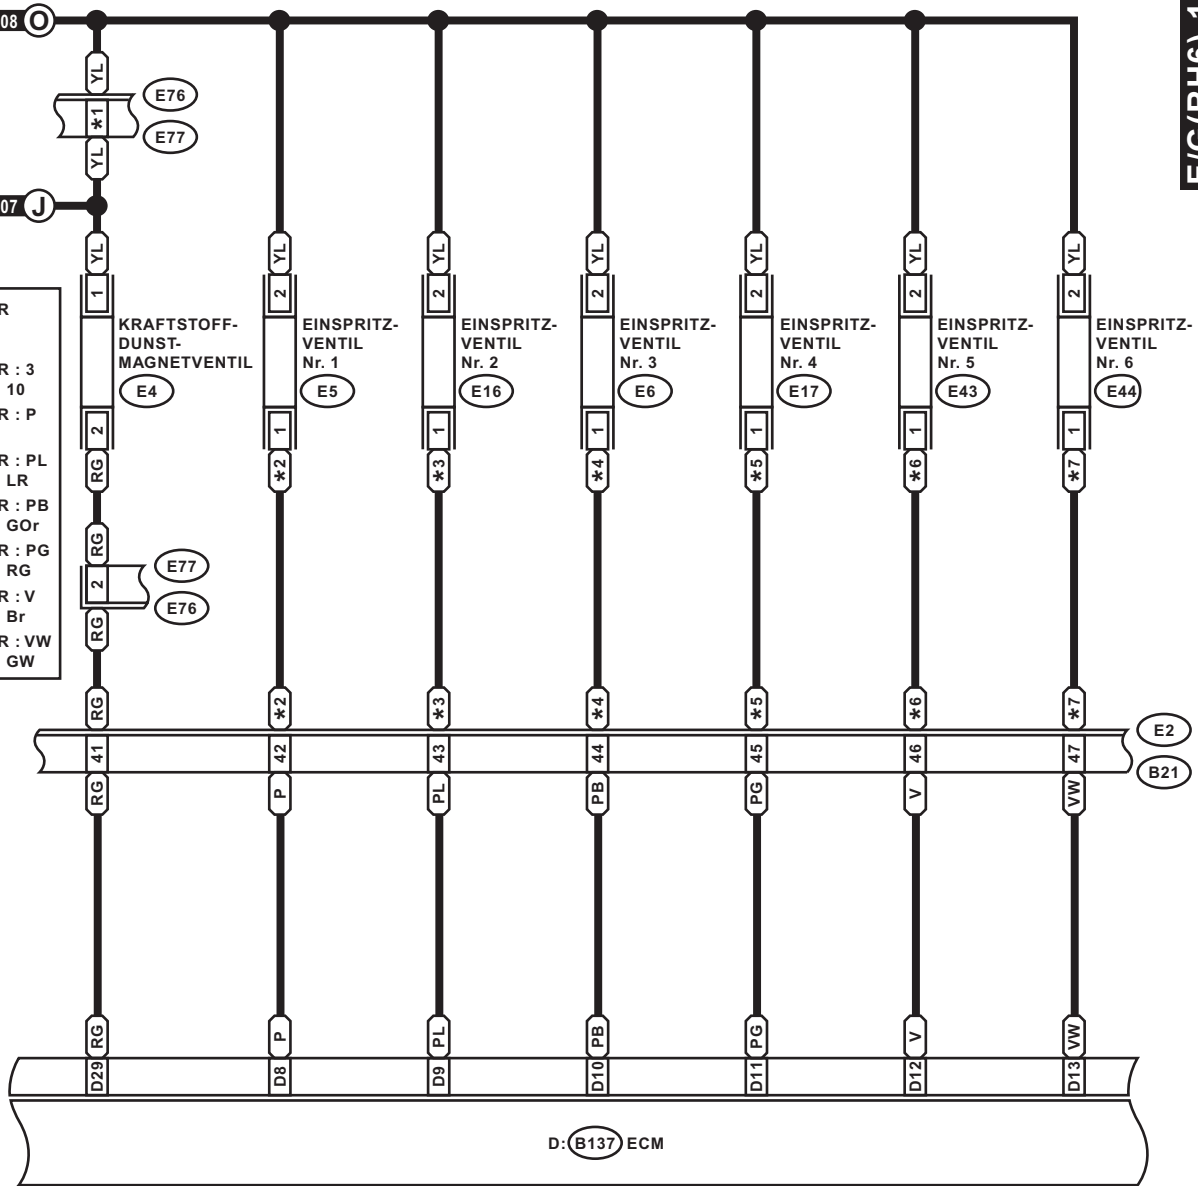 08 O
YL YL YL YL YL YL YL
E76
*1
E77
YL
07 J
1 2 2 2 2 2 2
KRAFTSTOFF-
DUNST-
MAGNETVENTIL
E4
EINSPRITZ-
VENTIL
Nr. 1
E5
EINSPRITZ-
VENTIL
Nr. 2
E16
EINSPRITZ-
VENTIL
Nr. 3
E6
EINSPRITZ-
VENTIL
Nr. 4
E17
EINSPRITZ-
VENTIL
Nr. 5
E43
EINSPRITZ-
VENTIL
Nr. 6
E44
R
R : 3
10
R : P
R : PL
LR
R : PB
GOr
R : PG
RG
R : V
Br
R : VW
GW
2 1 1 1 1 1 1
RG *2 *3 *4 *5 *6 *7
RG
2
E77
E76
RG
RG *2 *3 *4 *5 *6 *7
E2
41 42 43 44 45 46 47
B21
RG P PL PB PG V VW
RG P PL PB PG V VW
D29 D8 D9 D10 D11 D12 D13
D: B137 ECM